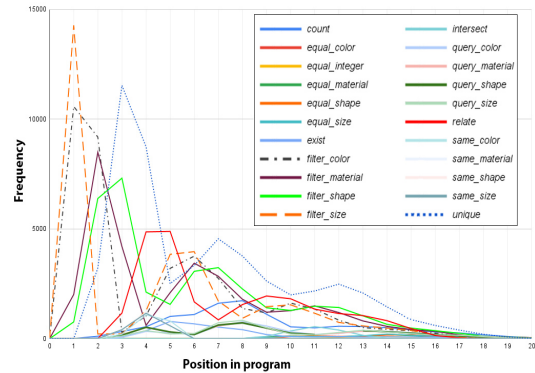 15000
10000
5000
0
Frequency
count
equal_color
equal_integer
equal_material
equal_shape
equal_size
exist
filter_color
filter_material
filter_shape
filter_size
intersect
query_color
query_material
query_shape
query_size
relate
same_color
same_material
same_shape
same_size
unique
0 1 2 3 4 5 6 7 8 9 10 11 12 13 14 15 16 17 18 19 20
Position in program